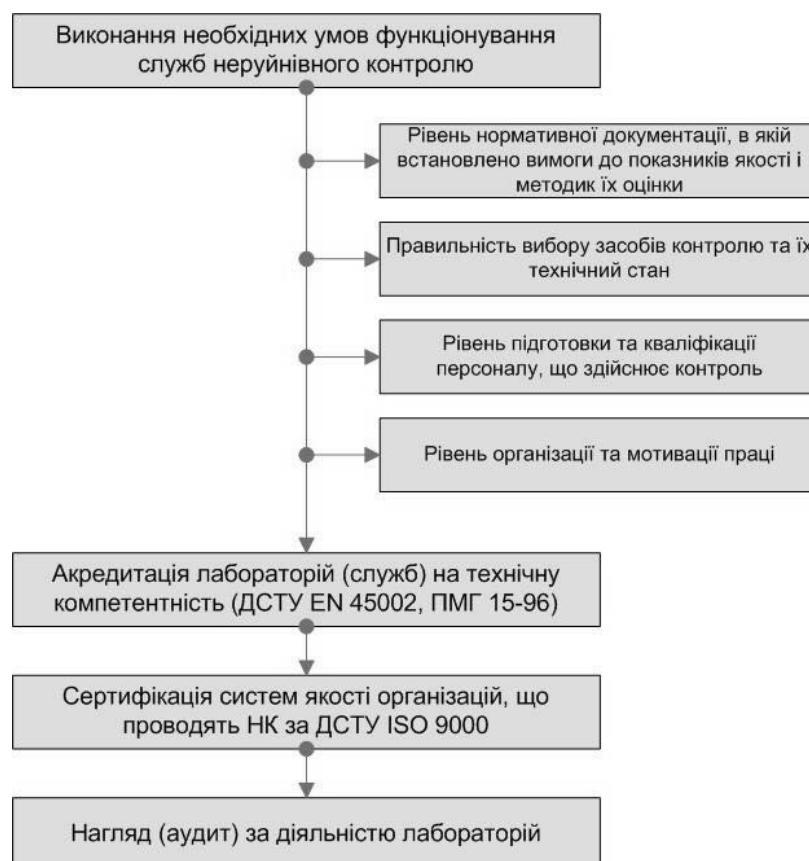 Виконання необхідних умов функціонування
служб неруйнівного контролю
Рівень нормативної документації, в якій
встановлено вимоги до показників якості і
методик їх оцінки
Правильність вибору засобів контролю та їх
технічний стан
Рівень підготовки та кваліфікації
персоналу, що здійснює контроль
Рівень організації та мотивації праці
Акредитація лабораторій (служб) на технічну
компетентність (ДСТУ EN 45002, ПМГ 15-96)
Сертифікація систем якості організацій, що
проводять НК за ДСТУ ISO 9000
Нагляд (аудит) за діяльністю лабораторій